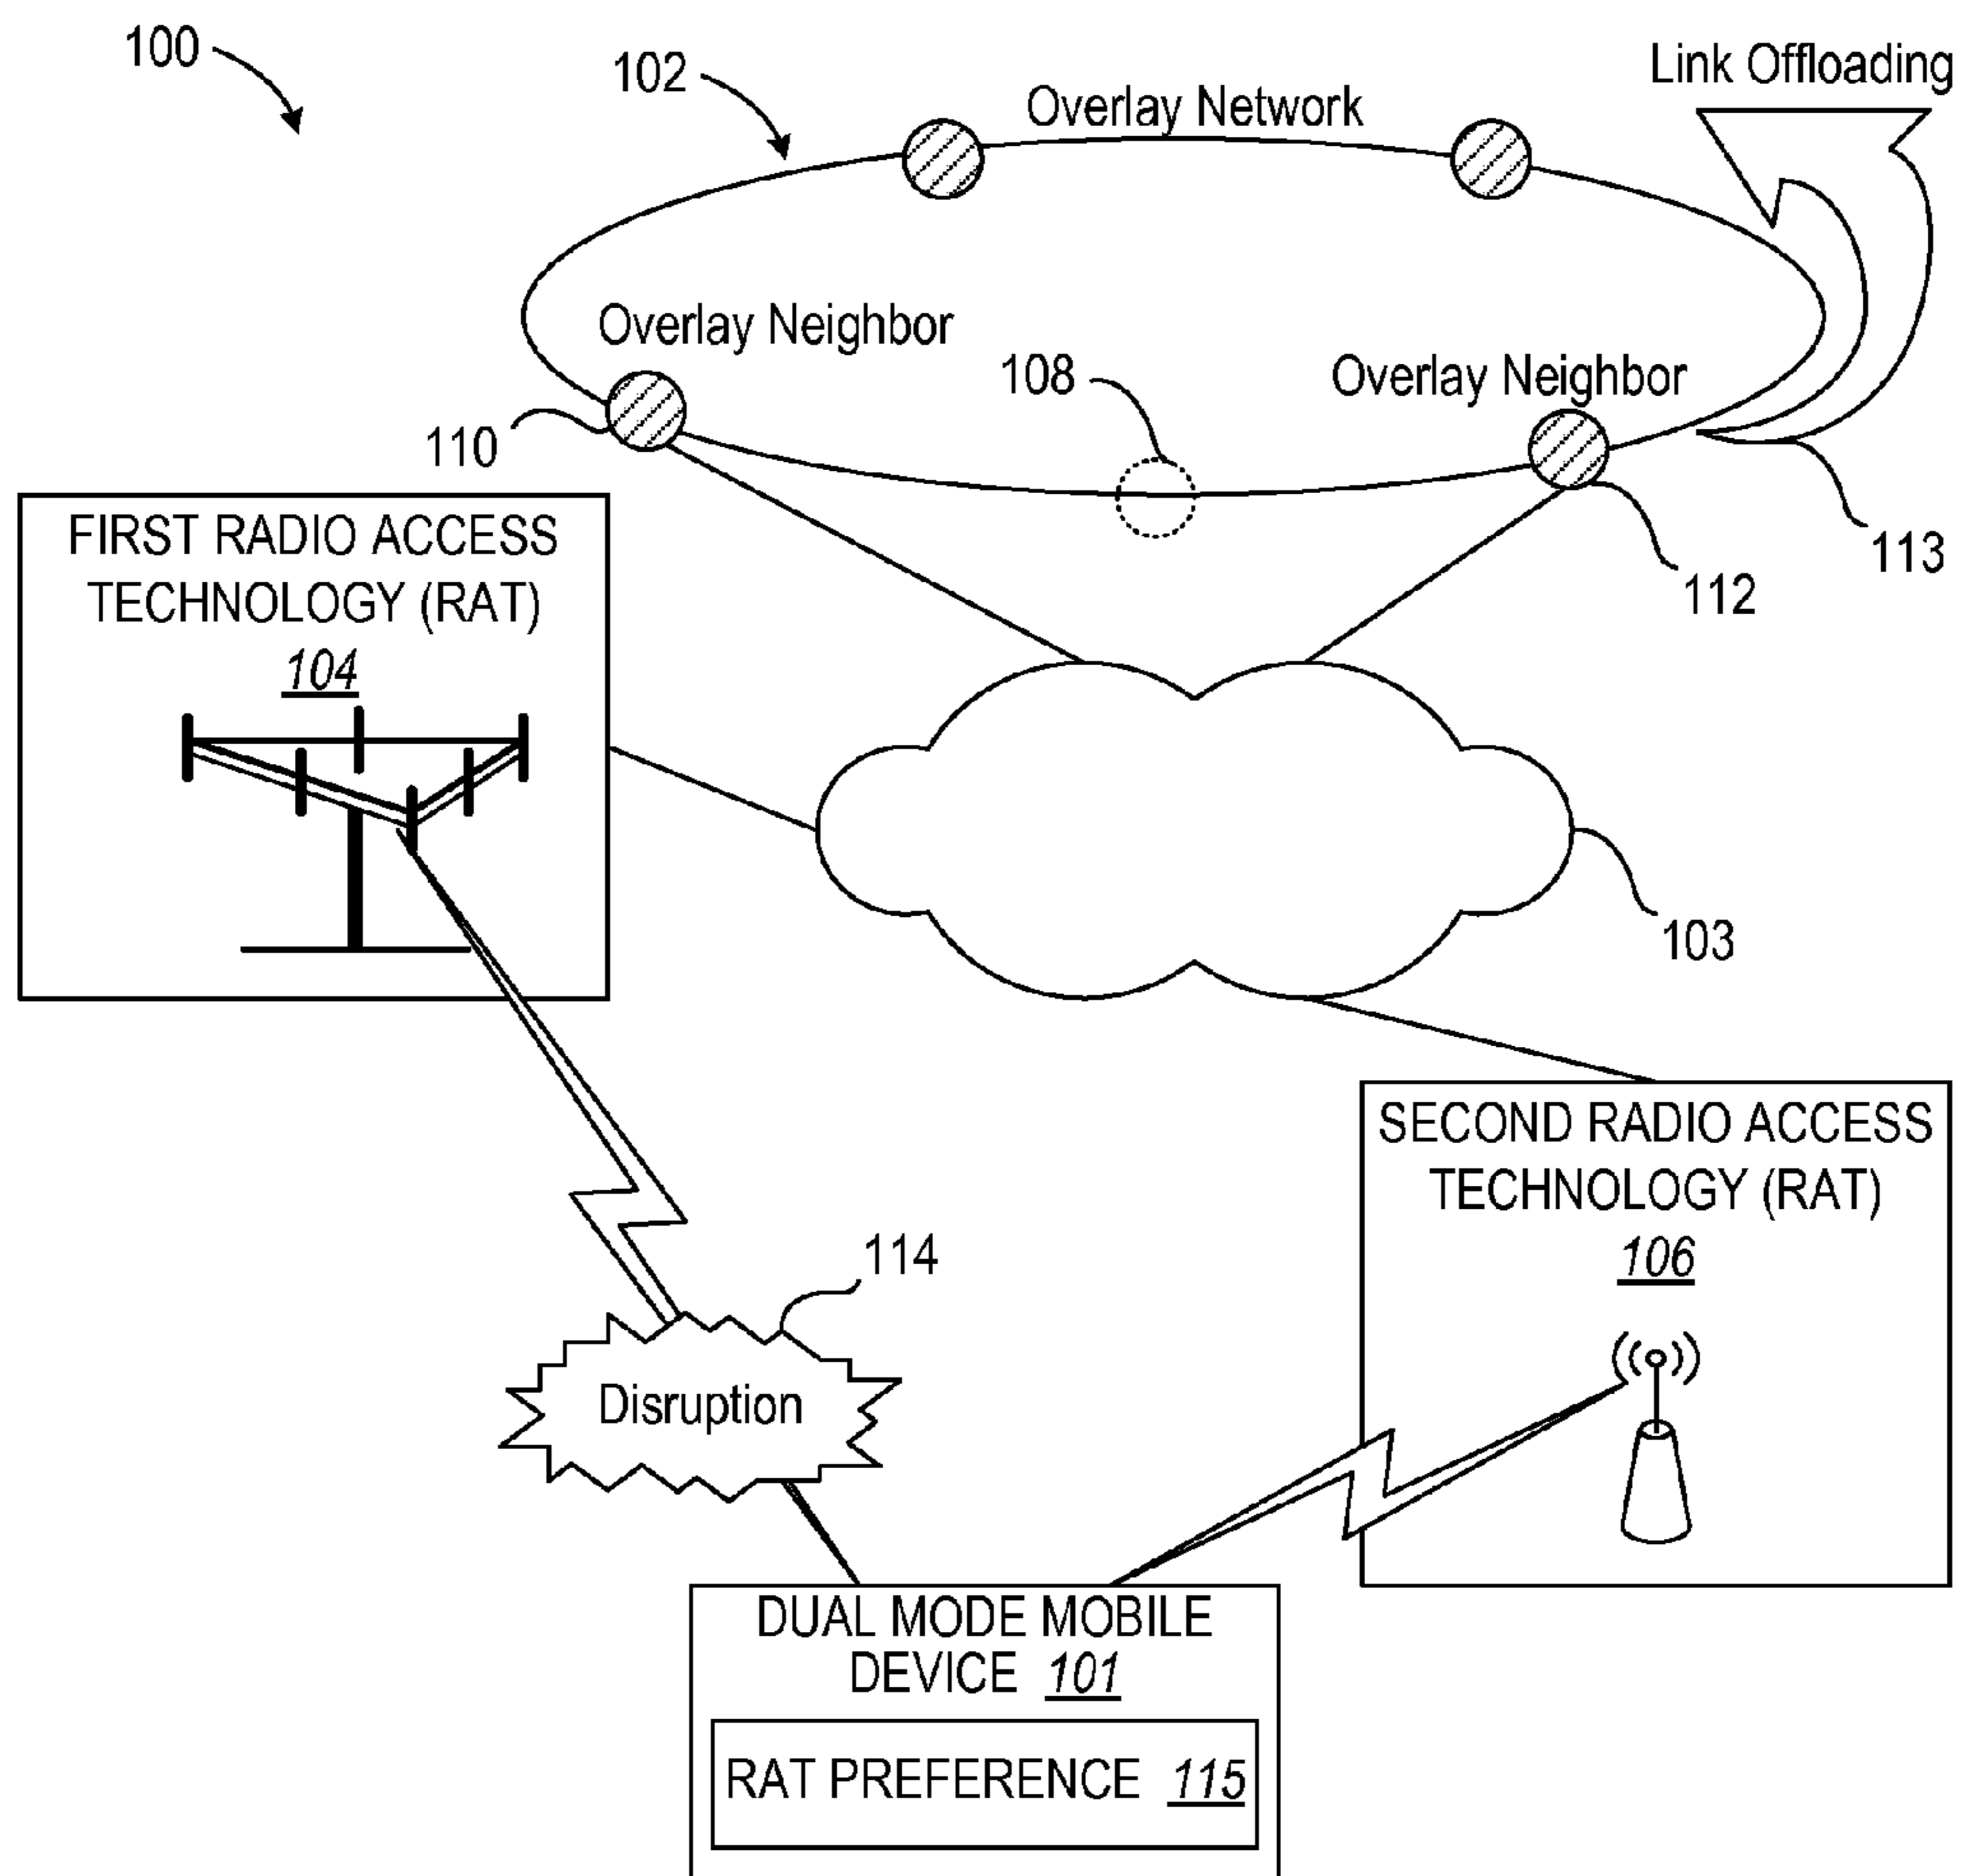 100
102
Overlay Network
Link Offloading
Overlay Neighbor
108
Overlay Neighbor
110
113
112
FIRST RADIO ACCESS
TECHNOLOGY (RAT)
104
103
SECOND RADIO ACCESS
TECHNOLOGY (RAT)
106
114
Disruption
DUAL MODE MOBILE
DEVICE 101
RAT PREFERENCE 115